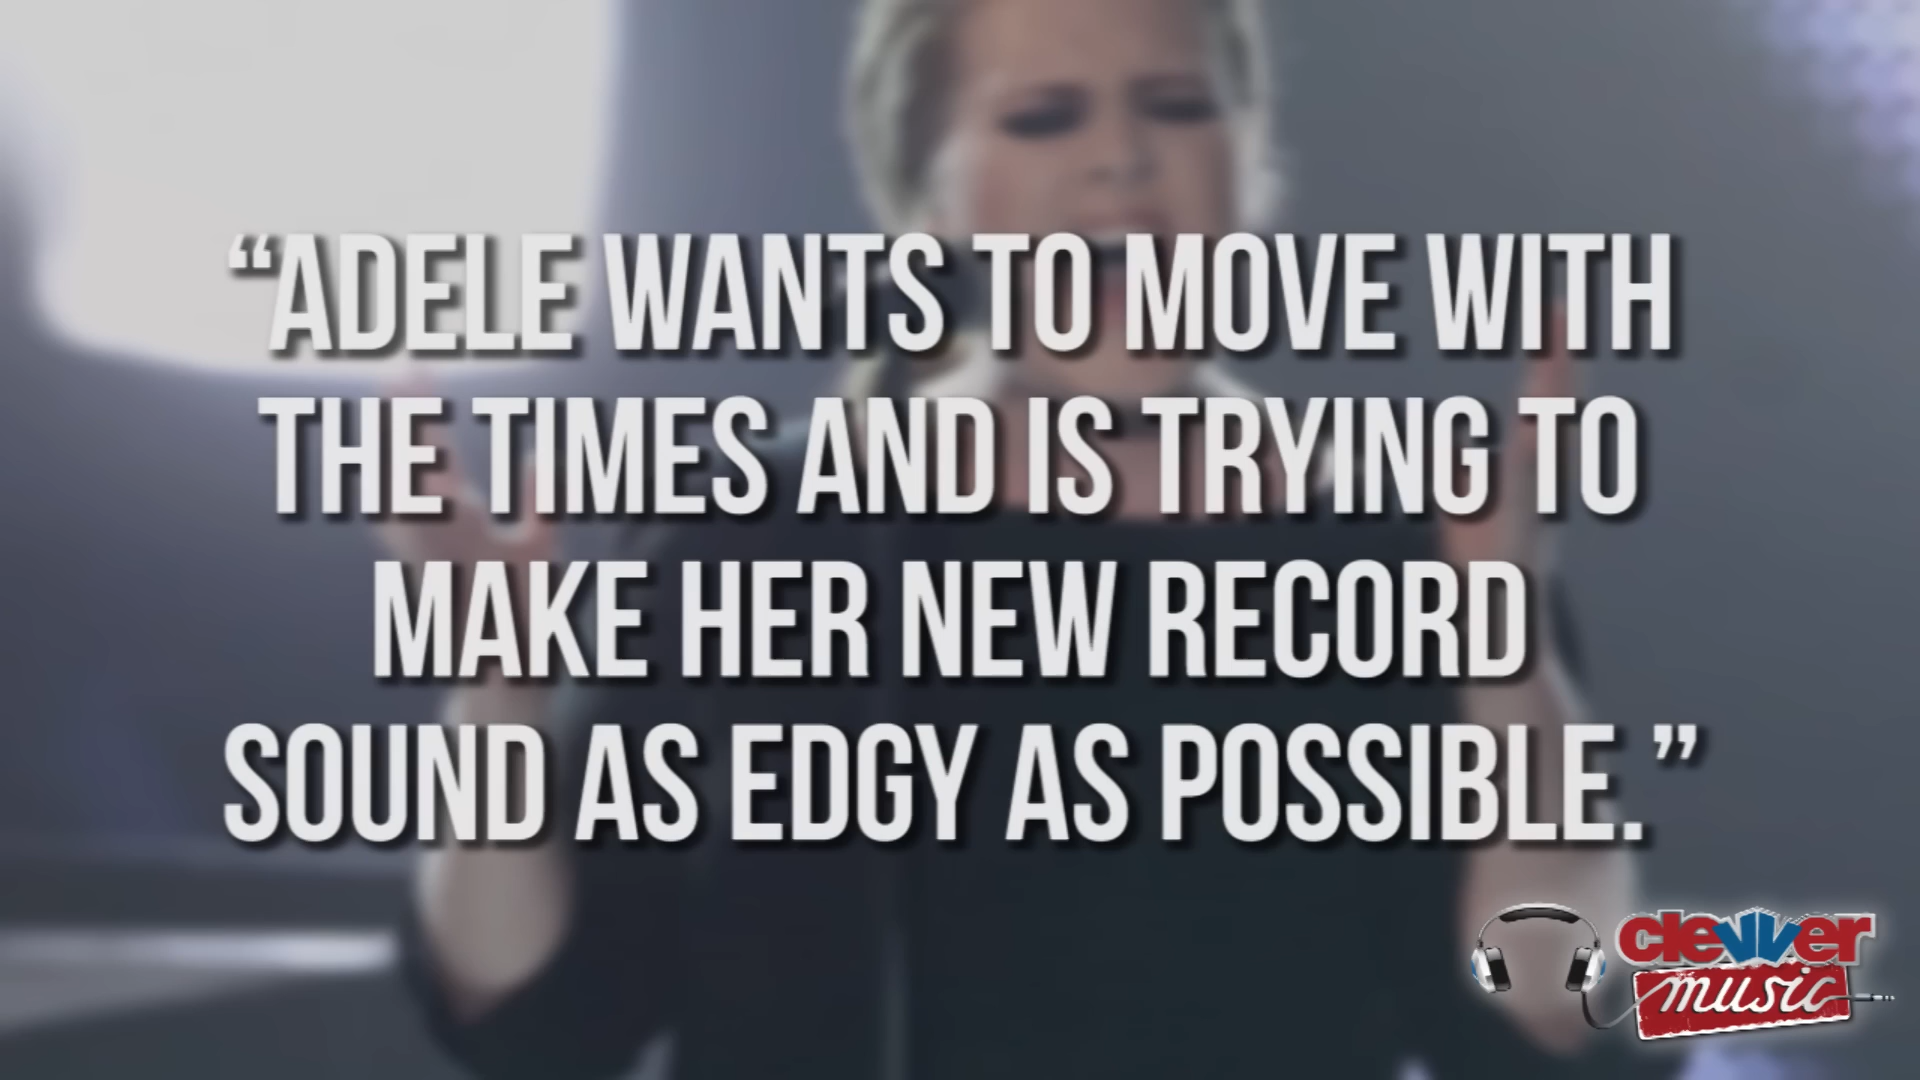 “ADELE WANTS TO MOVE WITH
THE TIMES AND IS TRYING TO
MAKE HER NEW RECORD
SOUND AS EDGY AS POSSIBLE.”
clevver
music